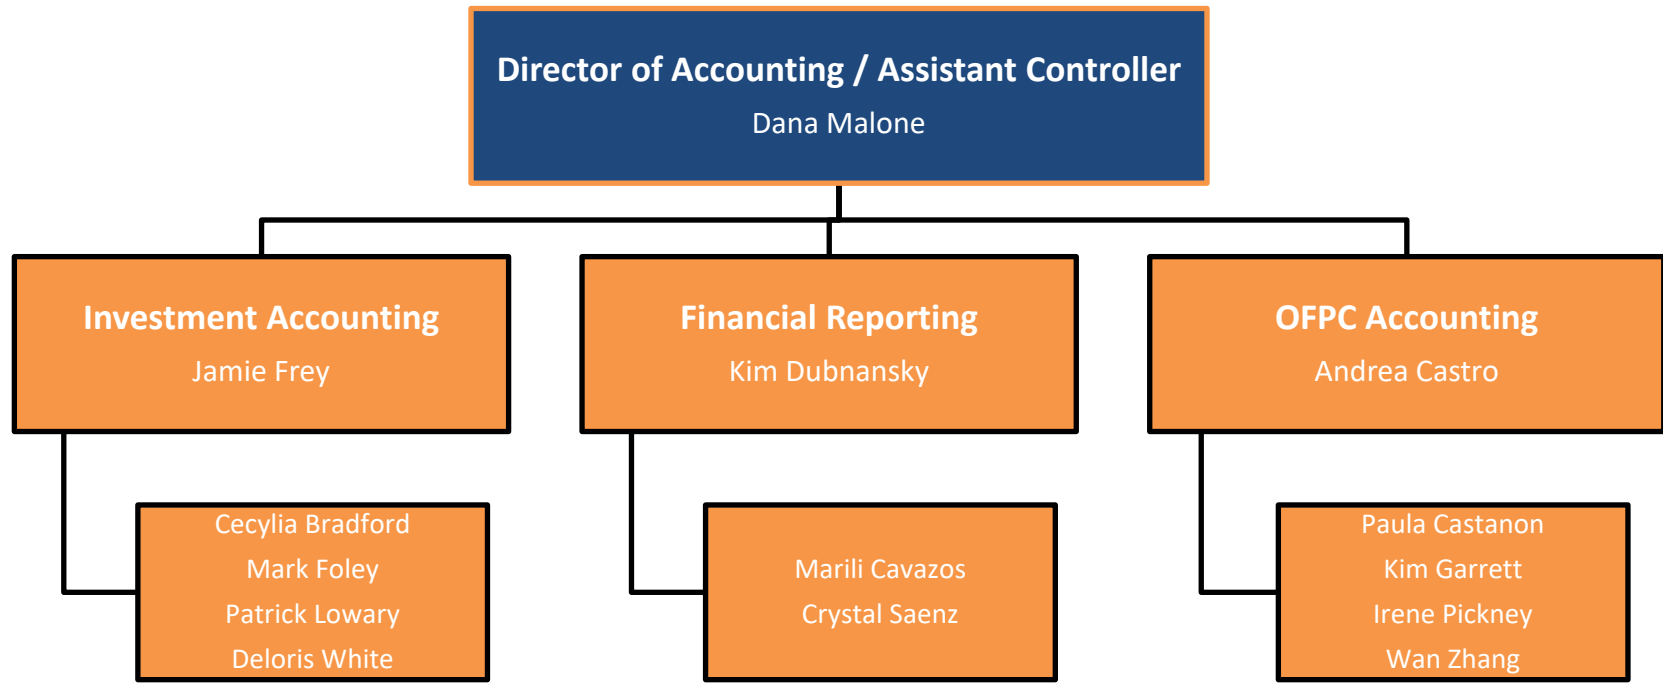 Director of Accounting / Assistant Controller
Dana Malone
Investment Accounting
Jamie Frey
Financial Reporting
Kim Dubnansky
OFPC Accounting
Andrea Castro
Cecylia Bradford
Mark Foley
Patrick Lowary
Deloris White
Marili Cavazos
Crystal Saenz
Paula Castanon
Kim Garrett
Irene Pickney
Wan Zhang